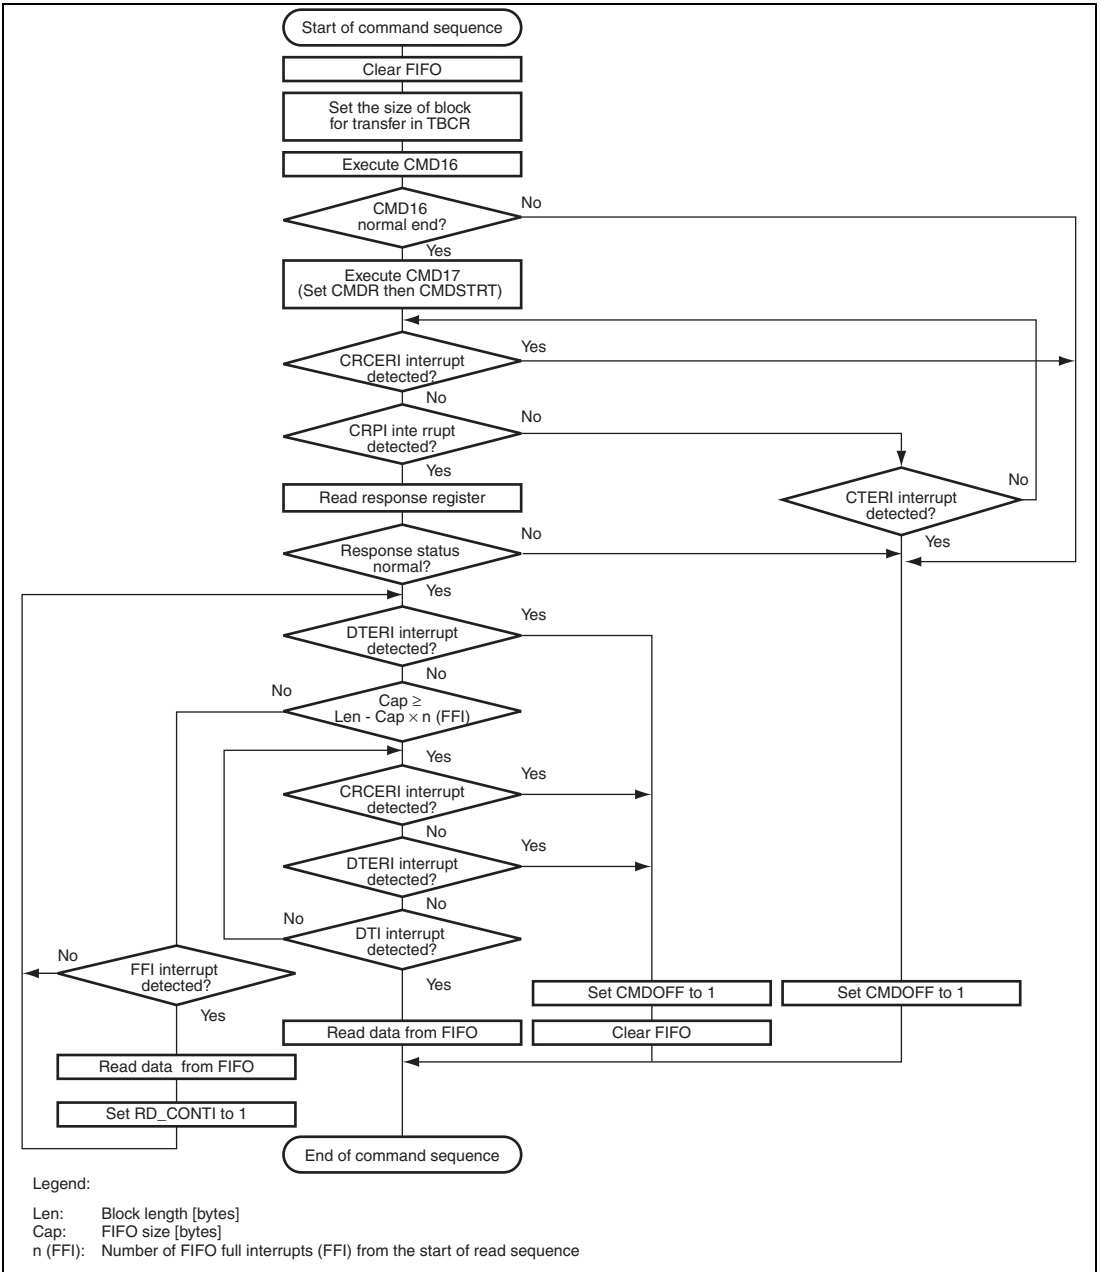 Start of command sequence
Clear FIFO
Set the size of block
for transfer in TBCR
Execute CMD16
CMD16
normal end?
No
Yes
Execute CMD17
(Set CMDR then CMDSTRT)
CRCERI interrupt
detected?
Yes
No
CRPI inte rrupt
detected?
No
Yes
CTERI interrupt
detected?
No
Yes
Read response register
Response status
normal?
No
Yes
DTERI interrupt
detected?
Yes
No
Cap ≥
Len - Cap × n (FFI)
No
Yes
CRCERI interrupt
detected?
Yes
No
DTERI interrupt
detected?
Yes
No
DTI interrupt
detected?
No
Yes
FFI interrupt
detected?
No
Yes
Set CMDOFF to 1
Set CMDOFF to 1
Read data from FIFO
Clear FIFO
Read data  from FIFO
Set RD_CONTI to 1
End of command sequence
Legend:
Len: Block length [bytes]
Cap: FIFO size [bytes]
n (FFI): Number of FIFO full interrupts (FFI) from the start of read sequence